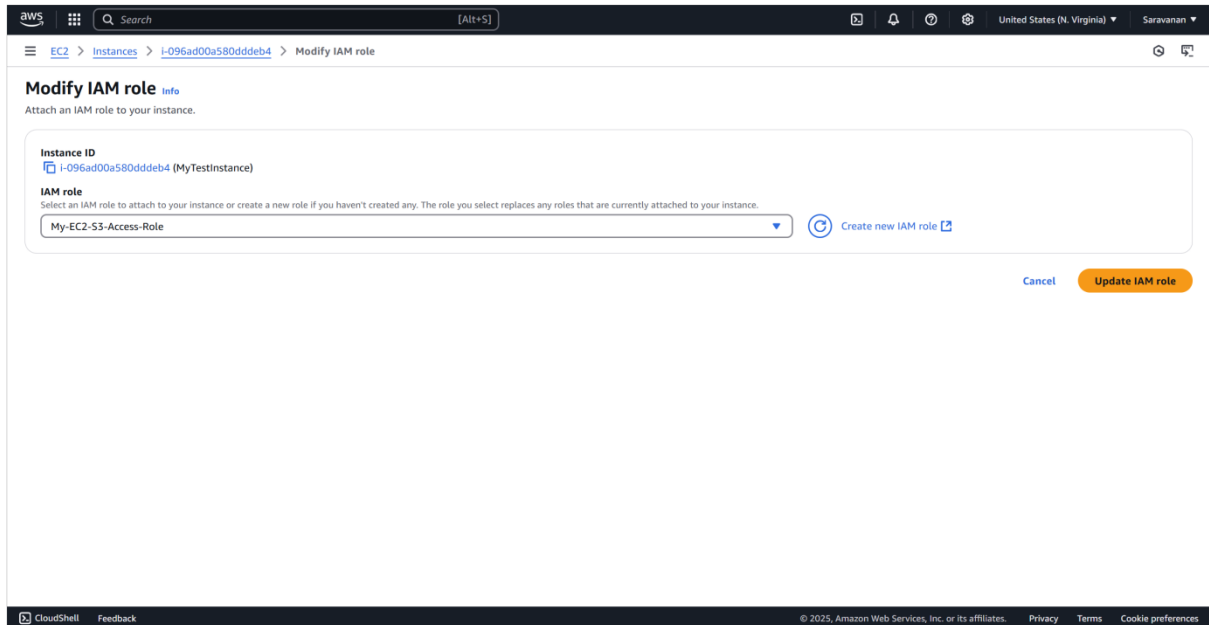 aws
Search [Alt+S]
United States (N. Virginia)
Saravanan
EC2 > Instances > i-096ad00a580dddeb4 > Modify IAM role
Modify IAM role Info
Attach an IAM role to your instance.
Instance ID
i-096ad00a580dddeb4 (MyTestInstance)
IAM role
Select an IAM role to attach to your instance or create a new role if you haven't created any. The role you select replaces any roles that are currently attached to your instance.
My-EC2-S3-Access-Role
Create new IAM role
Cancel
Update IAM role
CloudShell Feedback
© 2025, Amazon Web Services, Inc. or its affiliates. Privacy Terms Cookie preferences